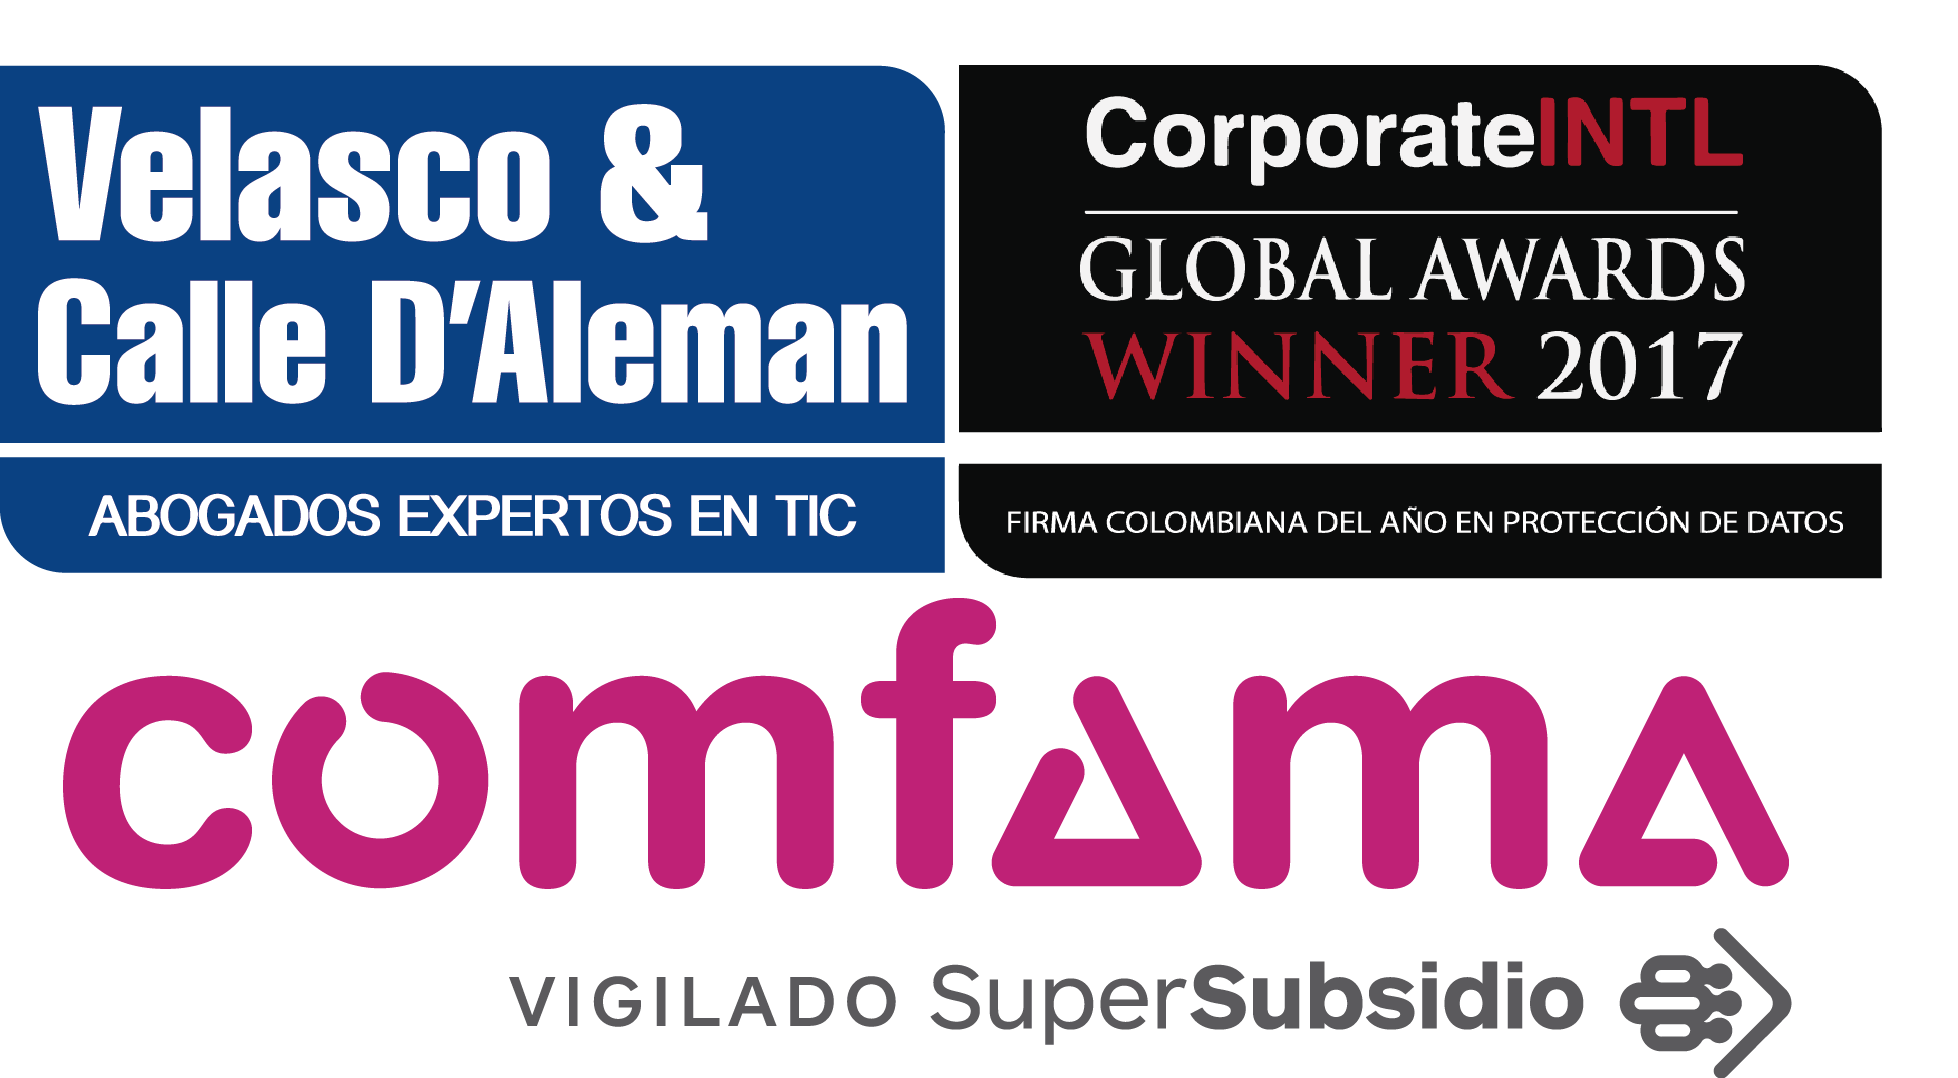 Velasco &
Calle D'Aleman
ABOGADOS EXPERTOS EN TIC
CorporateINTL
GLOBAL AWARDS
WINNER 2017
FIRMA COLOMBIANA DEL AÑO EN PROTECCIÓN DE DATOS
comfama
VIGILADO SuperSubsidio